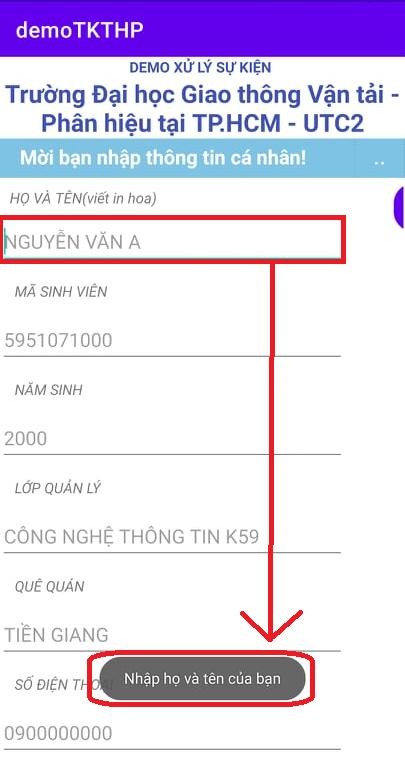 demoTKTHP
DEMO XỬ LÝ SỰ KIỆN
Trường Đại học Giao thông Vận tải -
Phân hiệu tại TP.HCM - UTC2
Mời bạn nhập thông tin cá nhân!
..
HỌ VÀ TÊN(viết in hoa)
NGUYỄN VĂN A
MÃ SINH VIÊN
5951071000
NĂM SINH
2000
LỚP QUẢN LÝ
CÔNG NGHỆ THÔNG TIN K59
QUÊ QUÁN
TIỀN GIANG
SỐ ĐIỆN THOẠI
Nhập họ và tên của bạn
0900000000